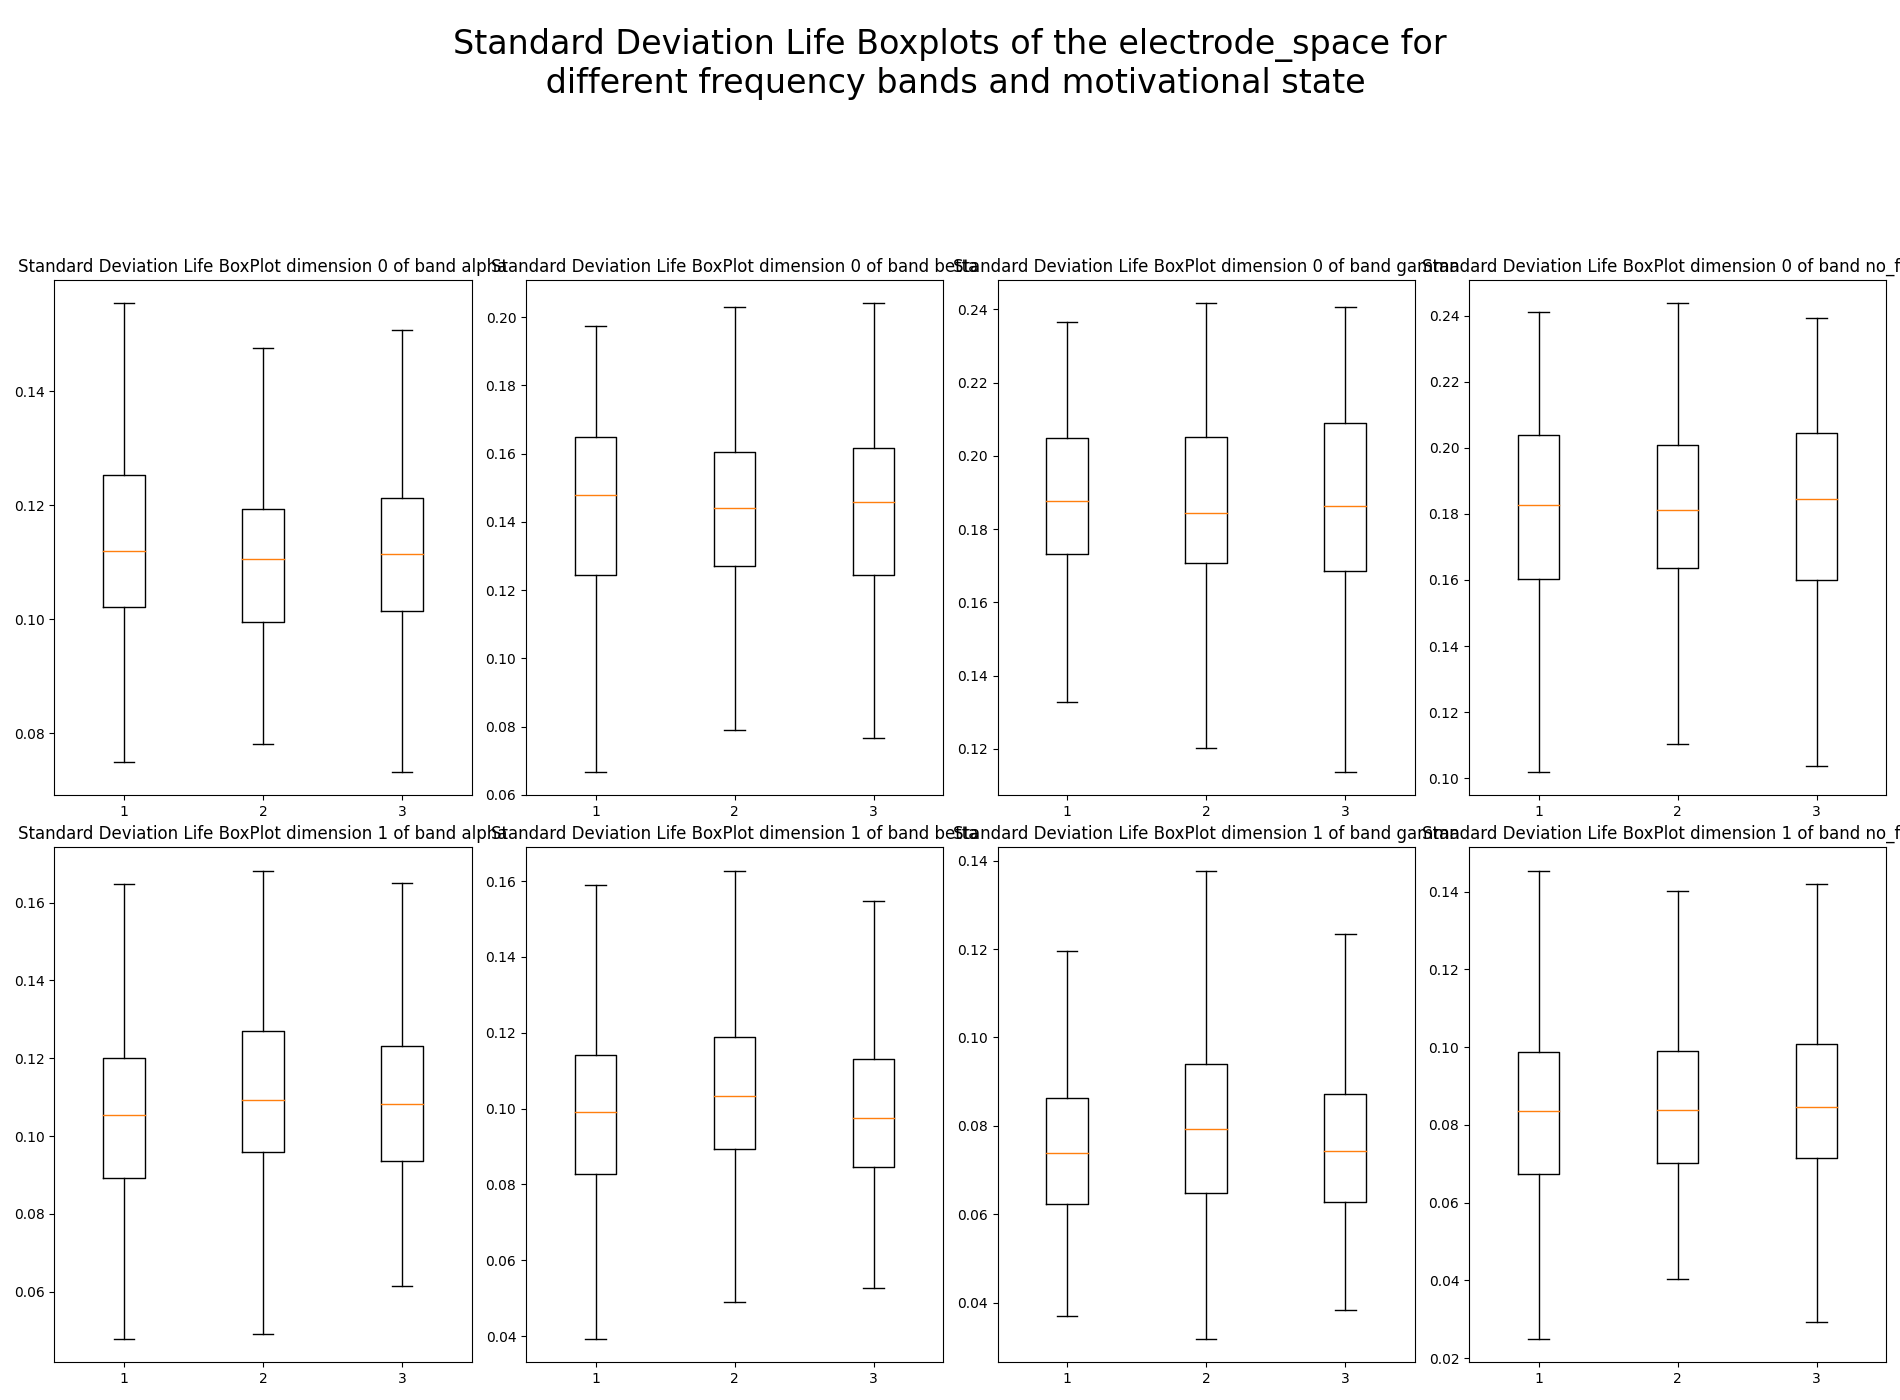 Standard Deviation Life Boxplots of the electrode_space for
different frequency bands and motivational state
Standard Deviation Life BoxPlot dimension 0 of band alpha
Standard Deviation Life BoxPlot dimension 0 of band betta
Standard Deviation Life BoxPlot dimension 0 of band gamma
Standard Deviation Life BoxPlot dimension 0 of band no_f
0.14
0.12
0.10
0.08
1 2 3
0.20
0.18
0.16
0.14
0.12
0.10
0.08
0.06
1 2 3
0.24
0.22
0.20
0.18
0.16
0.14
0.12
1 2 3
0.24
0.22
0.20
0.18
0.16
0.14
0.12
0.10
1 2 3
Standard Deviation Life BoxPlot dimension 1 of band alpha
Standard Deviation Life BoxPlot dimension 1 of band betta
Standard Deviation Life BoxPlot dimension 1 of band gamma
Standard Deviation Life BoxPlot dimension 1 of band no_f
0.16
0.14
0.12
0.10
0.08
0.06
1 2 3
0.16
0.14
0.12
0.10
0.08
0.06
0.04
1 2 3
0.14
0.12
0.10
0.08
0.06
0.04
1 2 3
0.14
0.12
0.10
0.08
0.06
0.04
0.02
1 2 3